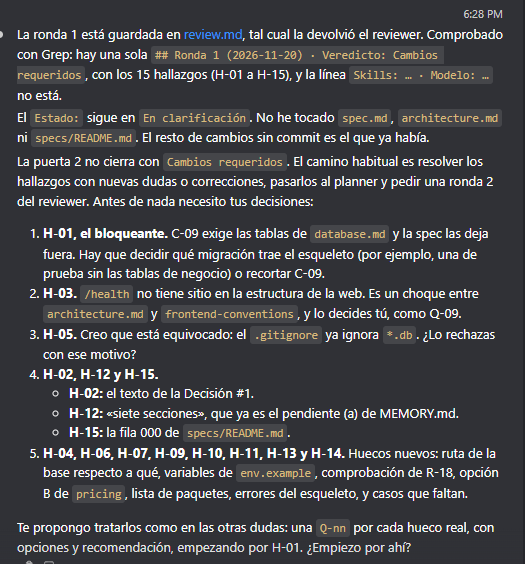 6:28 PM
La ronda 1 está guardada en review.md, tal cual la devolvió el reviewer. Comprobado
con Grep: hay una sola ## Ronda 1 (2026-11-20) · Veredicto: Cambios
requeridos, con los 15 hallazgos (H-01 a H-15), y la línea Skills: … · Modelo: …
no está.
El Estado: sigue en En clarificación. No he tocado spec.md, architecture.md
ni specs/README.md. El resto de cambios sin commit es el que ya había.
La puerta 2 no cierra con Cambios requeridos. El camino habitual es resolver los
hallazgos con nuevas dudas o correcciones, pasarlos al planner y pedir una ronda 2
del reviewer. Antes de nada necesito tus decisiones:
1. H-01, el bloqueante. C-09 exige las tablas de database.md y la spec las deja
fuera. Hay que decidir qué migración trae el esqueleto (por ejemplo, una de
prueba sin las tablas de negocio) o recortar C-09.
2. H-03. /health no tiene sitio en la estructura de la web. Es un choque entre
architecture.md y frontend-conventions, y lo decides tú, como Q-09.
3. H-05. Creo que está equivocado: el .gitignore ya ignora *.db. ¿Lo rechazas
con ese motivo?
4. H-02, H-12 y H-15.
H-02: el texto de la Decisión #1.
H-12: «siete secciones», que ya es el pendiente (a) de MEMORY.md.
H-15: la fila 000 de specs/README.md.
5. H-04, H-06, H-07, H-09, H-10, H-11, H-13 y H-14. Huecos nuevos: ruta de la
base respecto a qué, variables de env.example, comprobación de R-18, opción
B de pricing, lista de paquetes, errores del esqueleto, y casos que faltan.
Te propongo tratarlos como en las otras dudas: una Q-nn por cada hueco real, con
opciones y recomendación, empezando por H-01. ¿Empiezo por ahí?